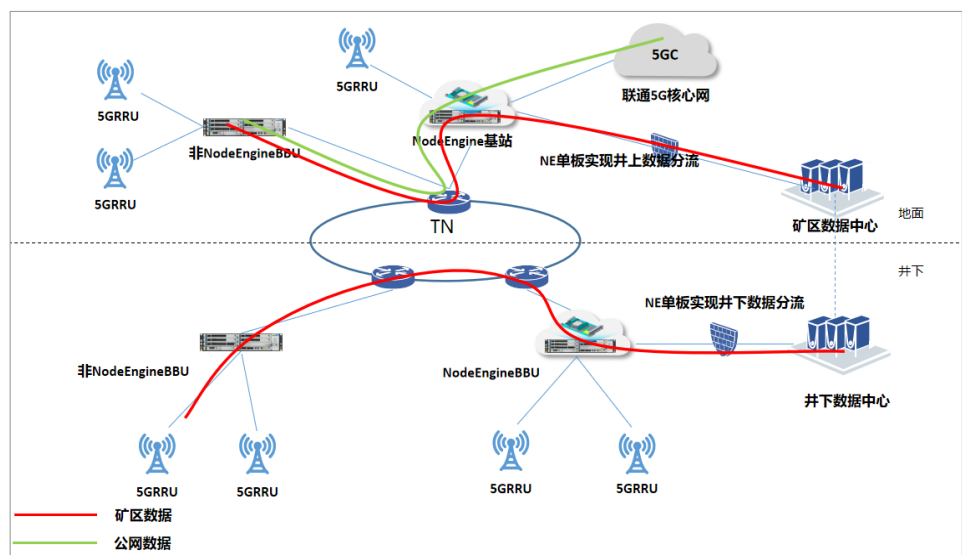 5GC
联通5G核心网
5GRRU
5GRRU
非NodeEngineBBU
NodeEngine基站
NE单板实现井上数据分流
5GRRU
TN
矿区数据中心
地面
井下
NE单板实现井下数据分流
非NodeEngineBBU
NodeEngineBBU
井下数据中心
5GRRU
5GRRU
5GRRU
5GRRU
矿区数据
公网数据